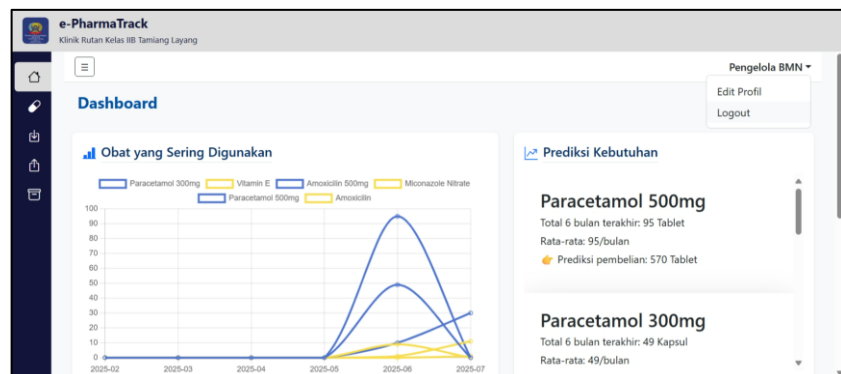 e-PharmaTrack
Klinik Rutan Kelas IIB Tamiang Layang
Pengelola BMN
Edit Profil
Logout
Dashboard
Obat yang Sering Digunakan
Paracetamol 300mg Vitamin E Amoxicilin 500mg Miconazole Nitrate
Paracetamol 500mg Amoxicilin
100
90
80
70
60
50
40
30
20
10
0
2025-02 2025-03 2025-04 2025-05 2025-06 2025-07
Prediksi Kebutuhan
Paracetamol 500mg
Total 6 bulan terakhir: 95 Tablet
Rata-rata: 95/bulan
👉 Prediksi pembelian: 570 Tablet
Paracetamol 300mg
Total 6 bulan terakhir: 49 Kapsul
Rata-rata: 49/bulan